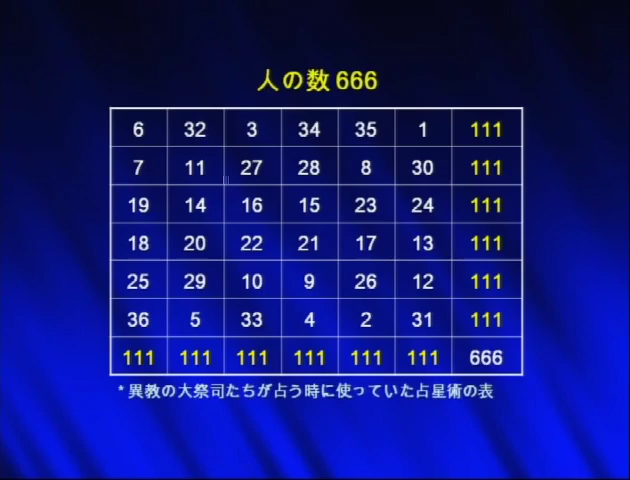 人の数 666
6 32 3 34 35 1 111
7 11 27 28 8 30 111
19 14 16 15 23 24 111
18 20 22 21 17 13 111
25 29 10 9 26 12 111
36 5 33 4 2 31 111
111 111 111 111 111 111 666
* 異教の大祭司たちが占う時に使っていた占星術の表